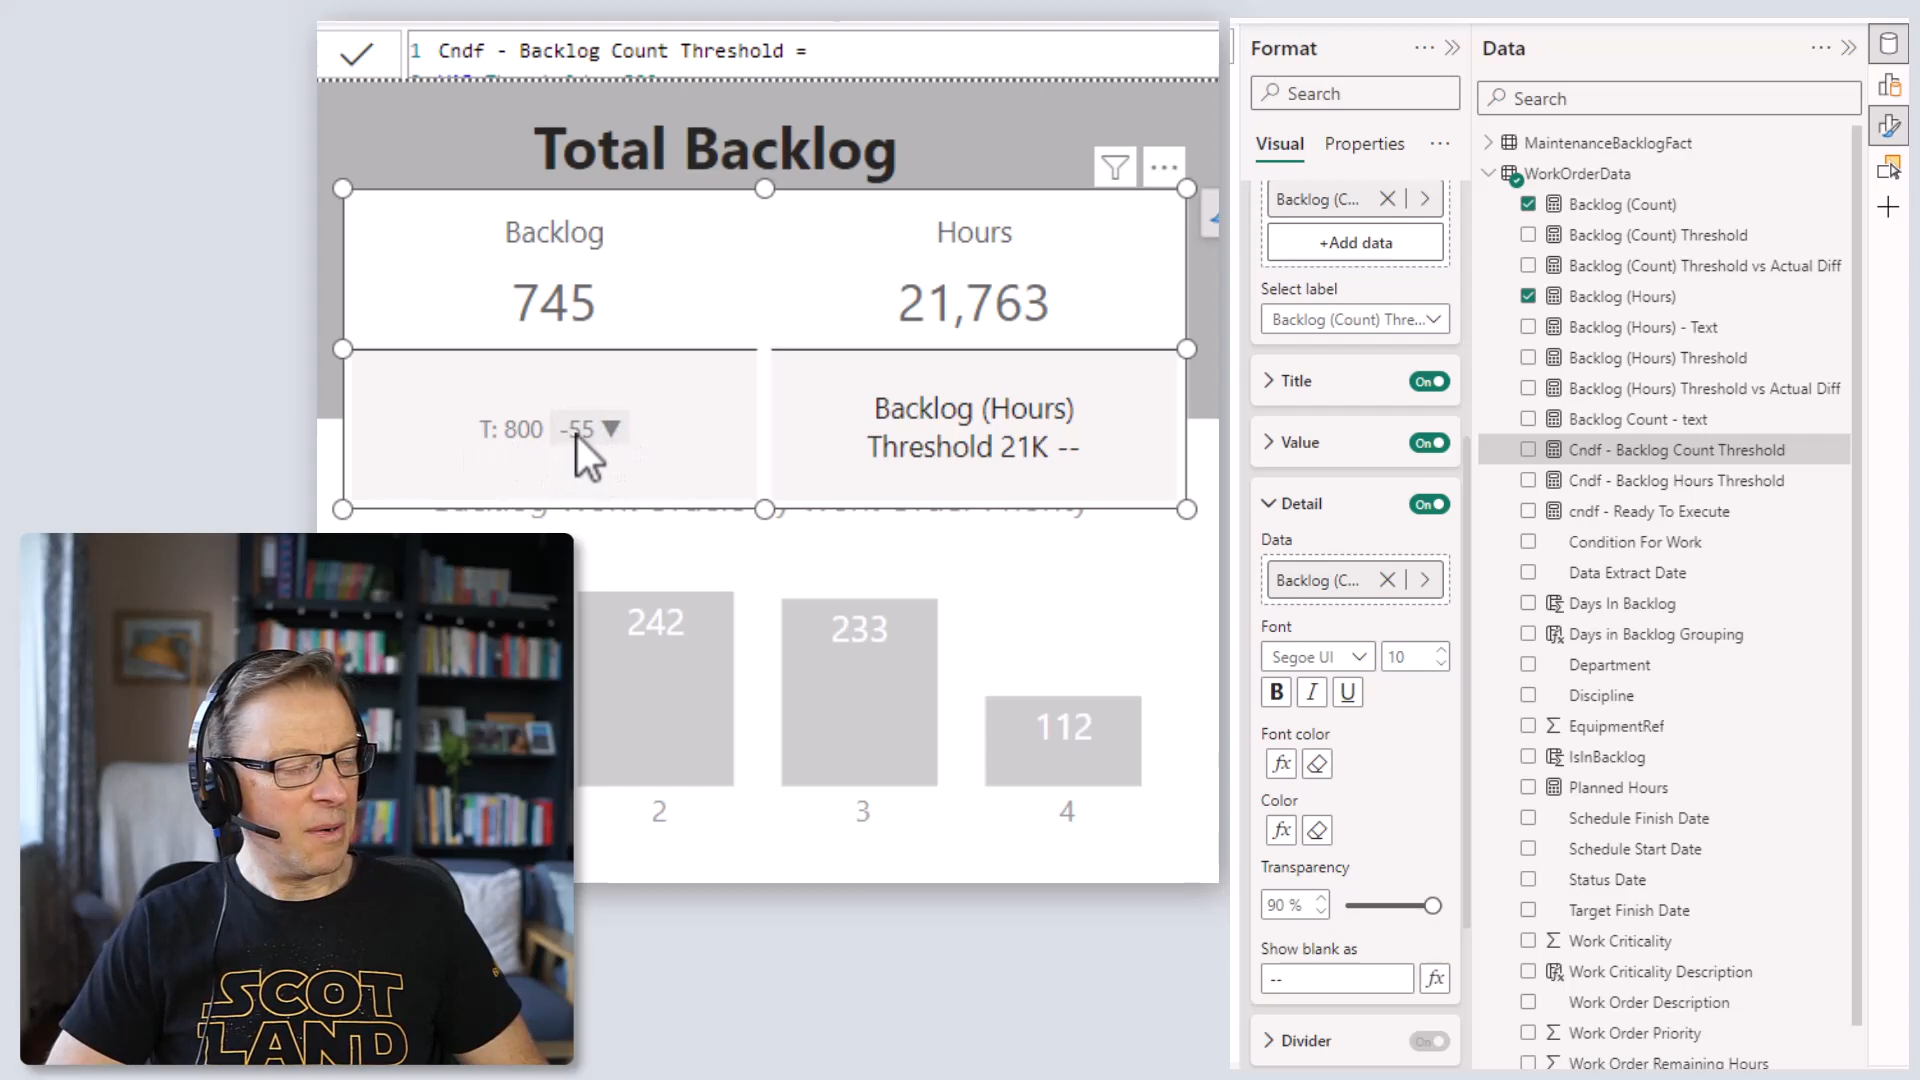 1 Cndf - Backlog Count Threshold =
Total Backlog
Backlog
Hours
745
21,763
T: 800 -55 ▼
Backlog (Hours)
Threshold 21K --
242
233
112
2
3
4
SCOT
LAND
Format
Search
Visual
Properties
Backlog (C...
+Add data
Select label
Backlog (Count) Thre...
Title
On
Value
On
Detail
On
Data
Backlog (C...
Font
Segoe UI
10
B I U
Font color
fx
Color
fx
Transparency
90 %
Show blank as
--
fx
Divider
On
Data
Search
MaintenanceBacklogFact
WorkOrderData
Backlog (Count)
Backlog (Count) Threshold
Backlog (Count) Threshold vs Actual Diff
Backlog (Hours)
Backlog (Hours) - Text
Backlog (Hours) Threshold
Backlog (Hours) Threshold vs Actual Diff
Backlog Count - text
Cndf - Backlog Count Threshold
Cndf - Backlog Hours Threshold
cndf - Ready To Execute
Condition For Work
Data Extract Date
Days In Backlog
Days in Backlog Grouping
Department
Discipline
EquipmentRef
IsInBacklog
Planned Hours
Schedule Finish Date
Schedule Start Date
Status Date
Target Finish Date
Work Criticality
Work Criticality Description
Work Order Description
Work Order Priority
Work Order Remaining Hours